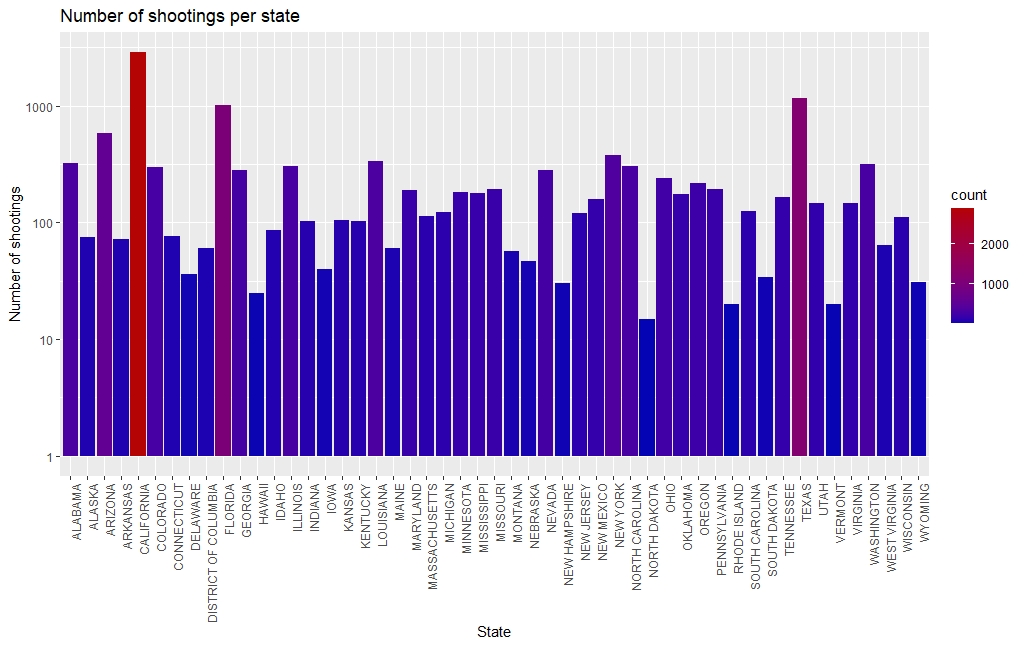 Number of shootings per state
Number of shootings
1000
100
10
1
ALABAMA
ALASKA
ARIZONA
ARKANSAS
CALIFORNIA
COLORADO
CONNECTICUT
DELAWARE
DISTRICT OF COLUMBIA
FLORIDA
GEORGIA
HAWAII
IDAHO
ILLINOIS
INDIANA
IOWA
KANSAS
KENTUCKY
LOUISIANA
MAINE
MARYLAND
MASSACHUSETTS
MICHIGAN
MINNESOTA
MISSISSIPPI
MISSOURI
MONTANA
NEBRASKA
NEVADA
NEW HAMPSHIRE
NEW JERSEY
NEW MEXICO
NEW YORK
NORTH CAROLINA
NORTH DAKOTA
OHIO
OKLAHOMA
OREGON
PENNSYLVANIA
RHODE ISLAND
SOUTH CAROLINA
SOUTH DAKOTA
TENNESSEE
TEXAS
UTAH
VERMONT
VIRGINIA
WASHINGTON
WEST VIRGINIA
WISCONSIN
WYOMING
State
count
2000
1000